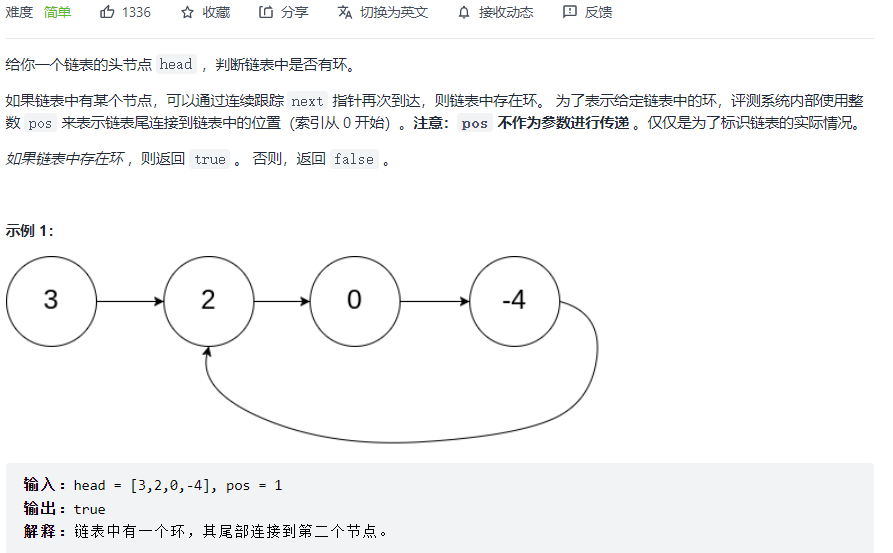 难度 简单 1336 收藏 分享 切换为英文 接收动态 反馈
给你一个链表的头节点 head ，判断链表中是否有环。
如果链表中有某个节点，可以通过连续跟踪 next 指针再次到达，则链表中存在环。 为了表示给定链表中的环，评测系统内部使用整
数 pos 来表示链表尾连接到链表中的位置（索引从 0 开始）。注意：pos 不作为参数进行传递 。仅仅是为了标识链表的实际情况。
如果链表中存在环 ，则返回 true 。 否则，返回 false 。
示例 1：
3 2 0 -4
输入：head = [3,2,0,-4], pos = 1
输出：true
解释：链表中有一个环，其尾部连接到第二个节点。